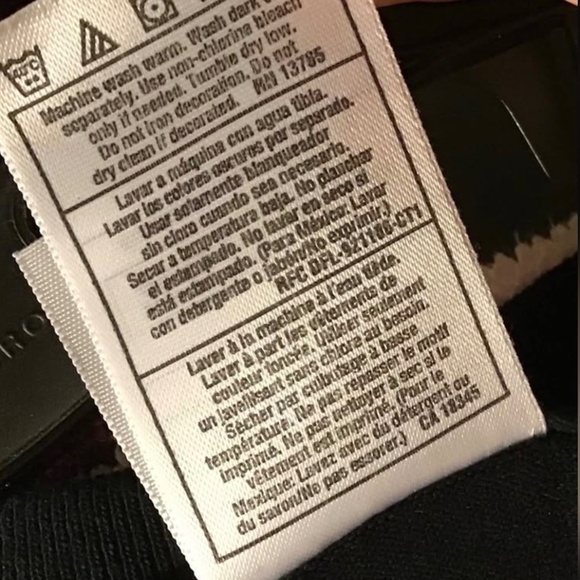 Machine wash warm. Wash dark
separately. Use non-chlorine bleach
only if needed. Tumble dry low.
Do not iron decoration. Do not
dry clean if decorated. RN 13765
Lavar a máquina con agua tibia.
Lavar los colores oscuros por separado.
Usar solamente blanqueador
sin cloro cuando sea necesario.
Secar a temperatura baja. No planchar
el estampado. No lavar en seco si
está estampado. (Para México: Lavar
con detergente o jabón/No exprimir.)
RFC DFL-921106-CT1
Laver à la machine à l'eau tiède.
Laver à part les vêtements de
couleur foncée. Utiliser seulement
un javellisant sans chlore au besoin.
Sécher par culbutage à basse
température. Ne pas repasser le motif
imprimé. Ne pas nettoyer à sec si le
vêtement est imprimé. (Pour le
Mexique: Lavez avec du détergent ou
du savon/No pas essorer.) CA 18345
RO